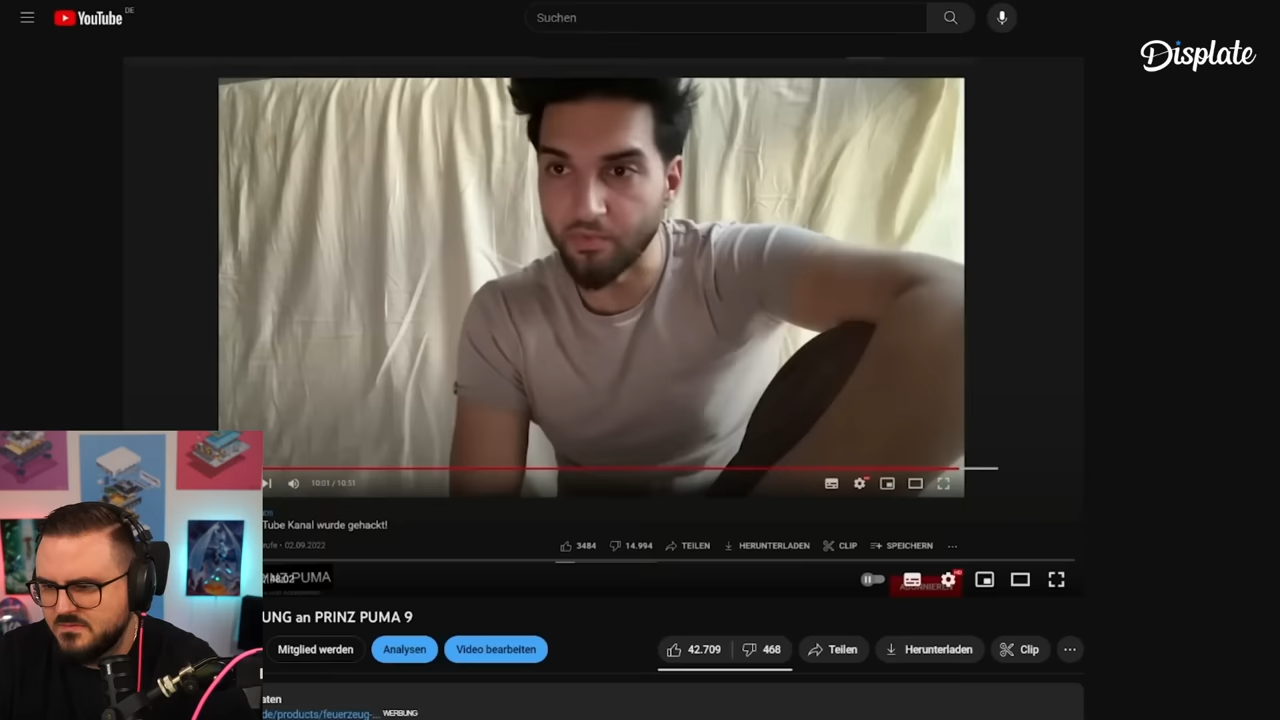 YouTube DE
Suchen
Displate
10:01 / 10:51
Tube Kanal wurde gehackt!
02.09.2022
3484
14.994
TEILEN
HERUNTERLADEN
CLIP
SPEICHERN
PUMA
HD
UNG an PRINZ PUMA 9
Mitglied werden
Analysen
Video bearbeiten
42.709
468
Teilen
Herunterladen
Clip
aten
de/products/feuerzeug-... WERBUNG